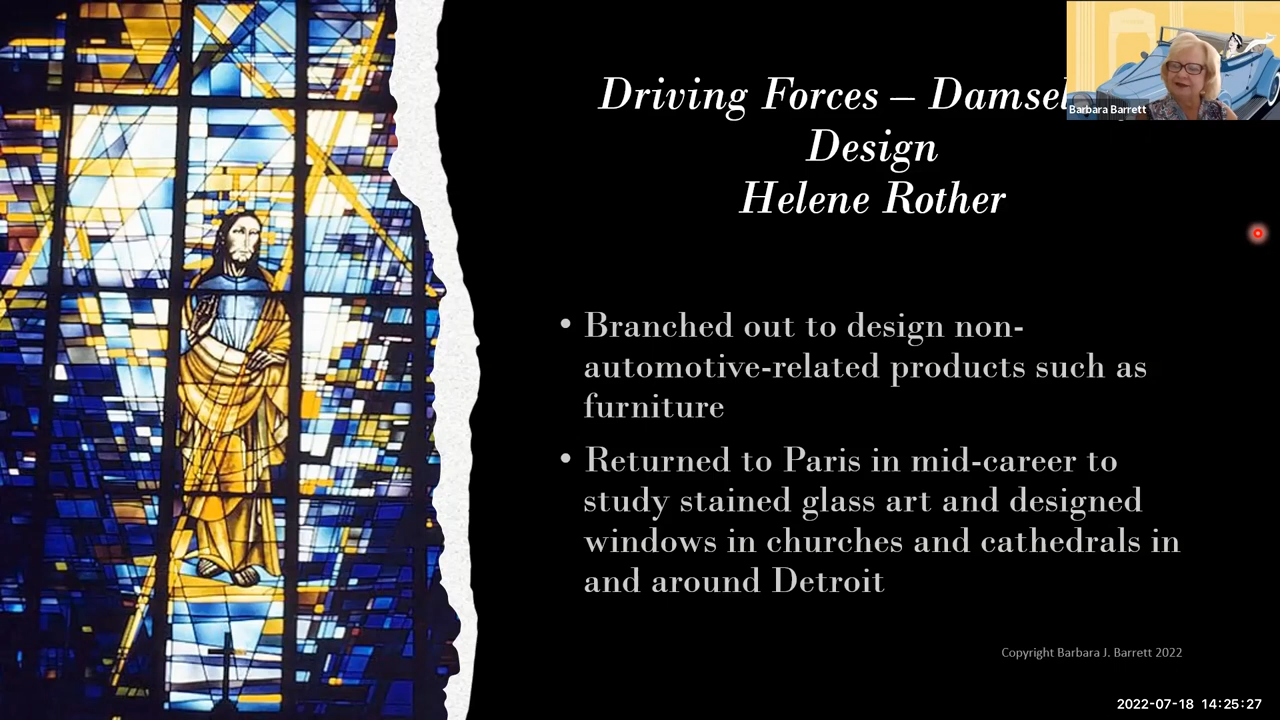 Driving Forces – Damsel
Design
Helene Rother
Barbara Barrett
• Branched out to design non-
automotive-related products such as
furniture
• Returned to Paris in mid-career to
study stained glass art and designed
windows in churches and cathedrals in
and around Detroit
Copyright Barbara J. Barrett 2022
2022-07-18 14:25:27